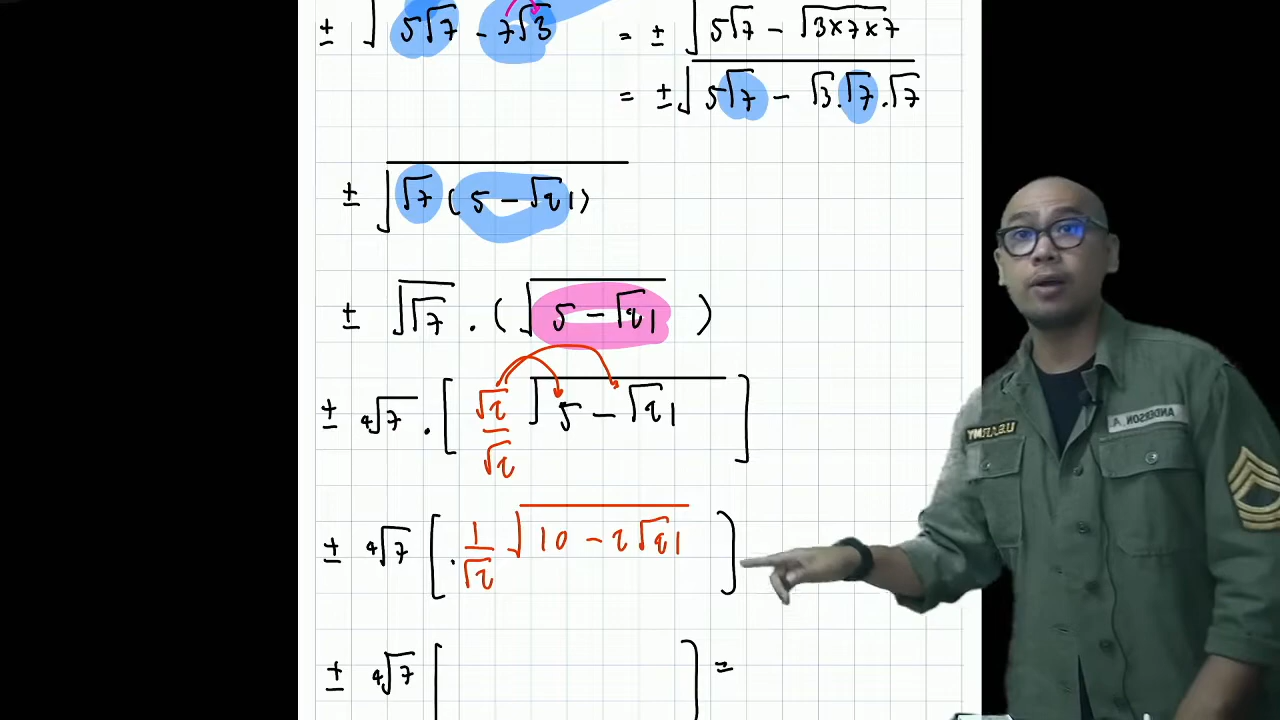 ± √(5√7 - 7√3) = ± √(5√7 - √(3×7×7))
= ± √(5√7 - √3.√7.√7)
± √(√7 (5 - √21))
± √√7 . (√(5 - √21))
± ⁴√7 . [√2/√2 √(5 - √21)]
± ⁴√7 [. 1/√2 √(10 - 2√21)]
± ⁴√7 [ ] =
ANDERSON. A
U.S. ARMY